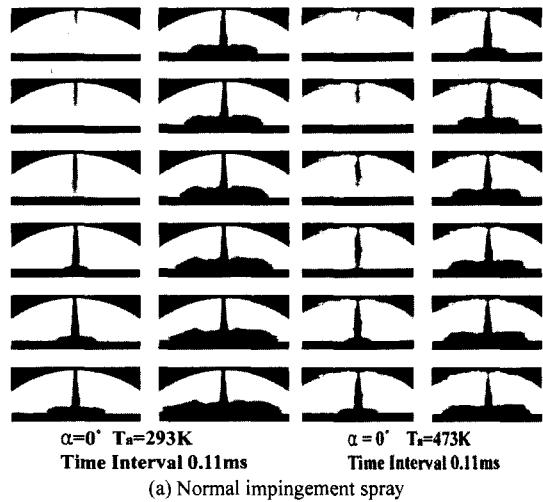 α=0° Ta=293K
Time Interval 0.11ms
α=0° Ta=473K
Time Interval 0.11ms
(a) Normal impingement spray